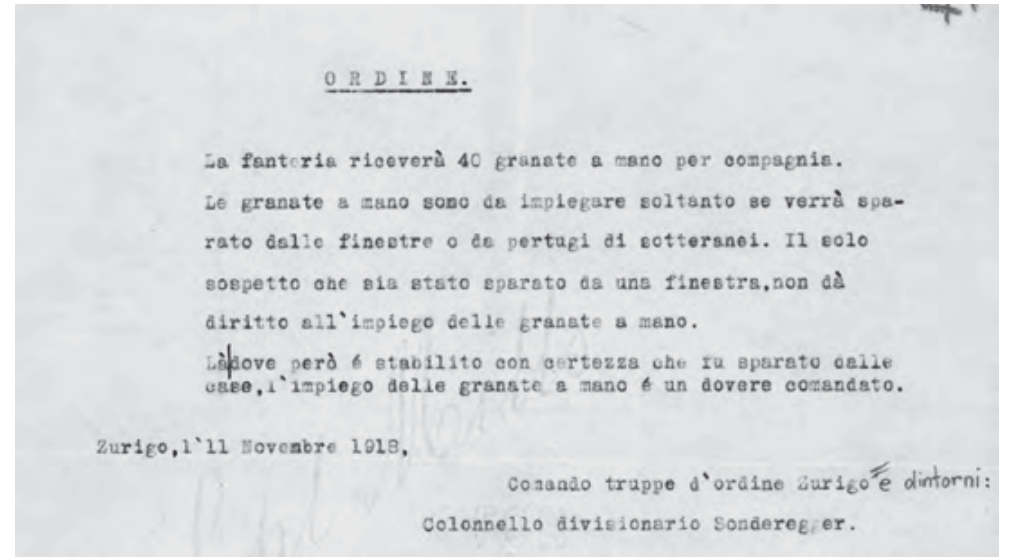 O R D I N E.
La fanteria riceverà 40 granate a mano per compagnia.
Le granate a mano sono da impiegare soltanto se verrà spa-
rato dalle finestre o da pertugi di sotteranei. Il solo
sospetto che sia stato sparato da una finestra,non dà
diritto all'impiego delle granate a mano.
Là dove però é stabilito con certezza che fu sparato dalle
case,l'impiego delle granate a mano é un dovere comandato.
Zurigo,l'11 Novembre 1918,
Comando truppe d'ordine Zurigo e dintorni:
Colonnello divisionario Sonderegger.